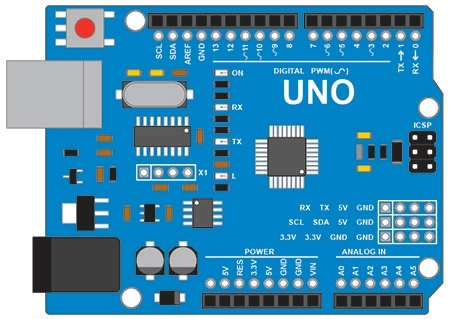 SCL SDA AREF GND 13 12 ~11 ~10 ~9 8 7 ~6 ~5 4 ~3 2 TX→1 RX←0
DIGITAL PWM(~)
ON
UNO
RX
ICSP
TX
X1
L
RX TX 5V GND
SCL SDA 5V GND
3.3V 3.3V GND GND
POWER ANALOG IN
5V RES 3.3V 5V GND GND VIN A0 A1 A2 A3 A4 A5